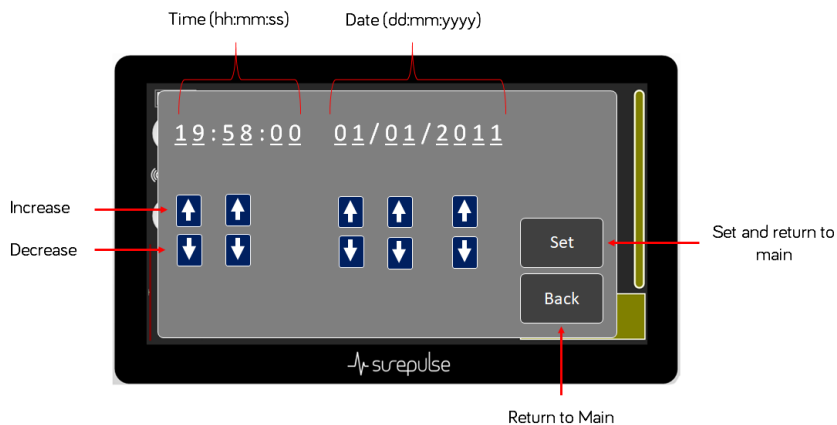 Time (hh:mm:ss)
Date (dd:mm:yyyy)
19:58:00
01/01/2011
Increase
Decrease
Set
Set and return to
main
Back
surepulse
Return to Main